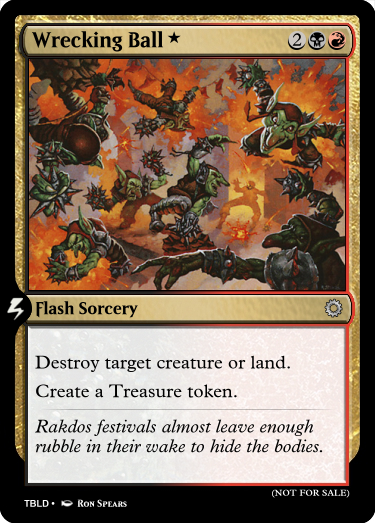 Wrecking Ball ★ 2
Flash Sorcery
Destroy target creature or land.
Create a Treasure token.
Rakdos festivals almost leave enough
rubble in their wake to hide the bodies.
(NOT FOR SALE)
TBLD • Ron Spears